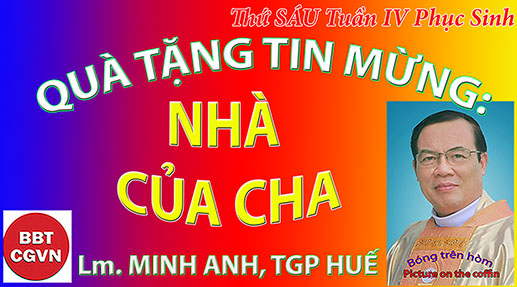 Thứ SÁU Tuần IV Phục Sinh
QUÀ TẶNG TIN MỪNG:
NHÀ
CỦA CHA
BBT
CGVN
Lm. MINH ANH, TGP HUẾ
Bóng trên hòm
Picture on the coffin